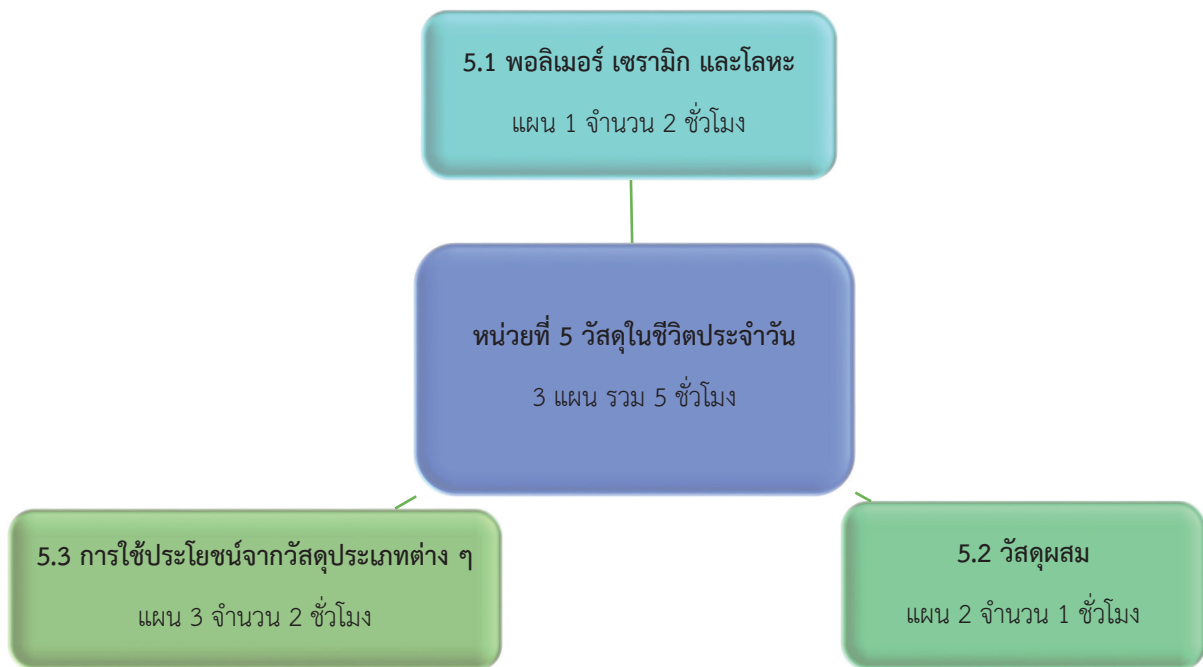 5.1 พอลิเมอร์ เซรามิก และโลหะ
แผน 1 จำนวน 2 ชั่วโมง
หน่วยที่ 5 วัสดุในชีวิตประจำวัน
3 แผน รวม 5 ชั่วโมง
5.3 การใช้ประโยชน์จากวัสดุประเภทต่าง ๆ
แผน 3 จำนวน 2 ชั่วโมง
5.2 วัสดุผสม
แผน 2 จำนวน 1 ชั่วโมง